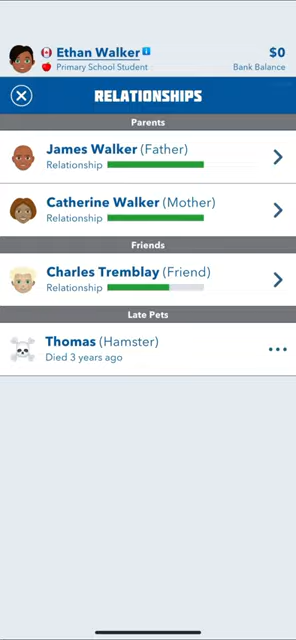 Ethan Walker
$0
Primary School Student
Bank Balance
RELATIONSHIPS
Parents
James Walker (Father)
Relationship
Catherine Walker (Mother)
Relationship
Friends
Charles Tremblay (Friend)
Relationship
Late Pets
Thomas (Hamster)
Died 3 years ago